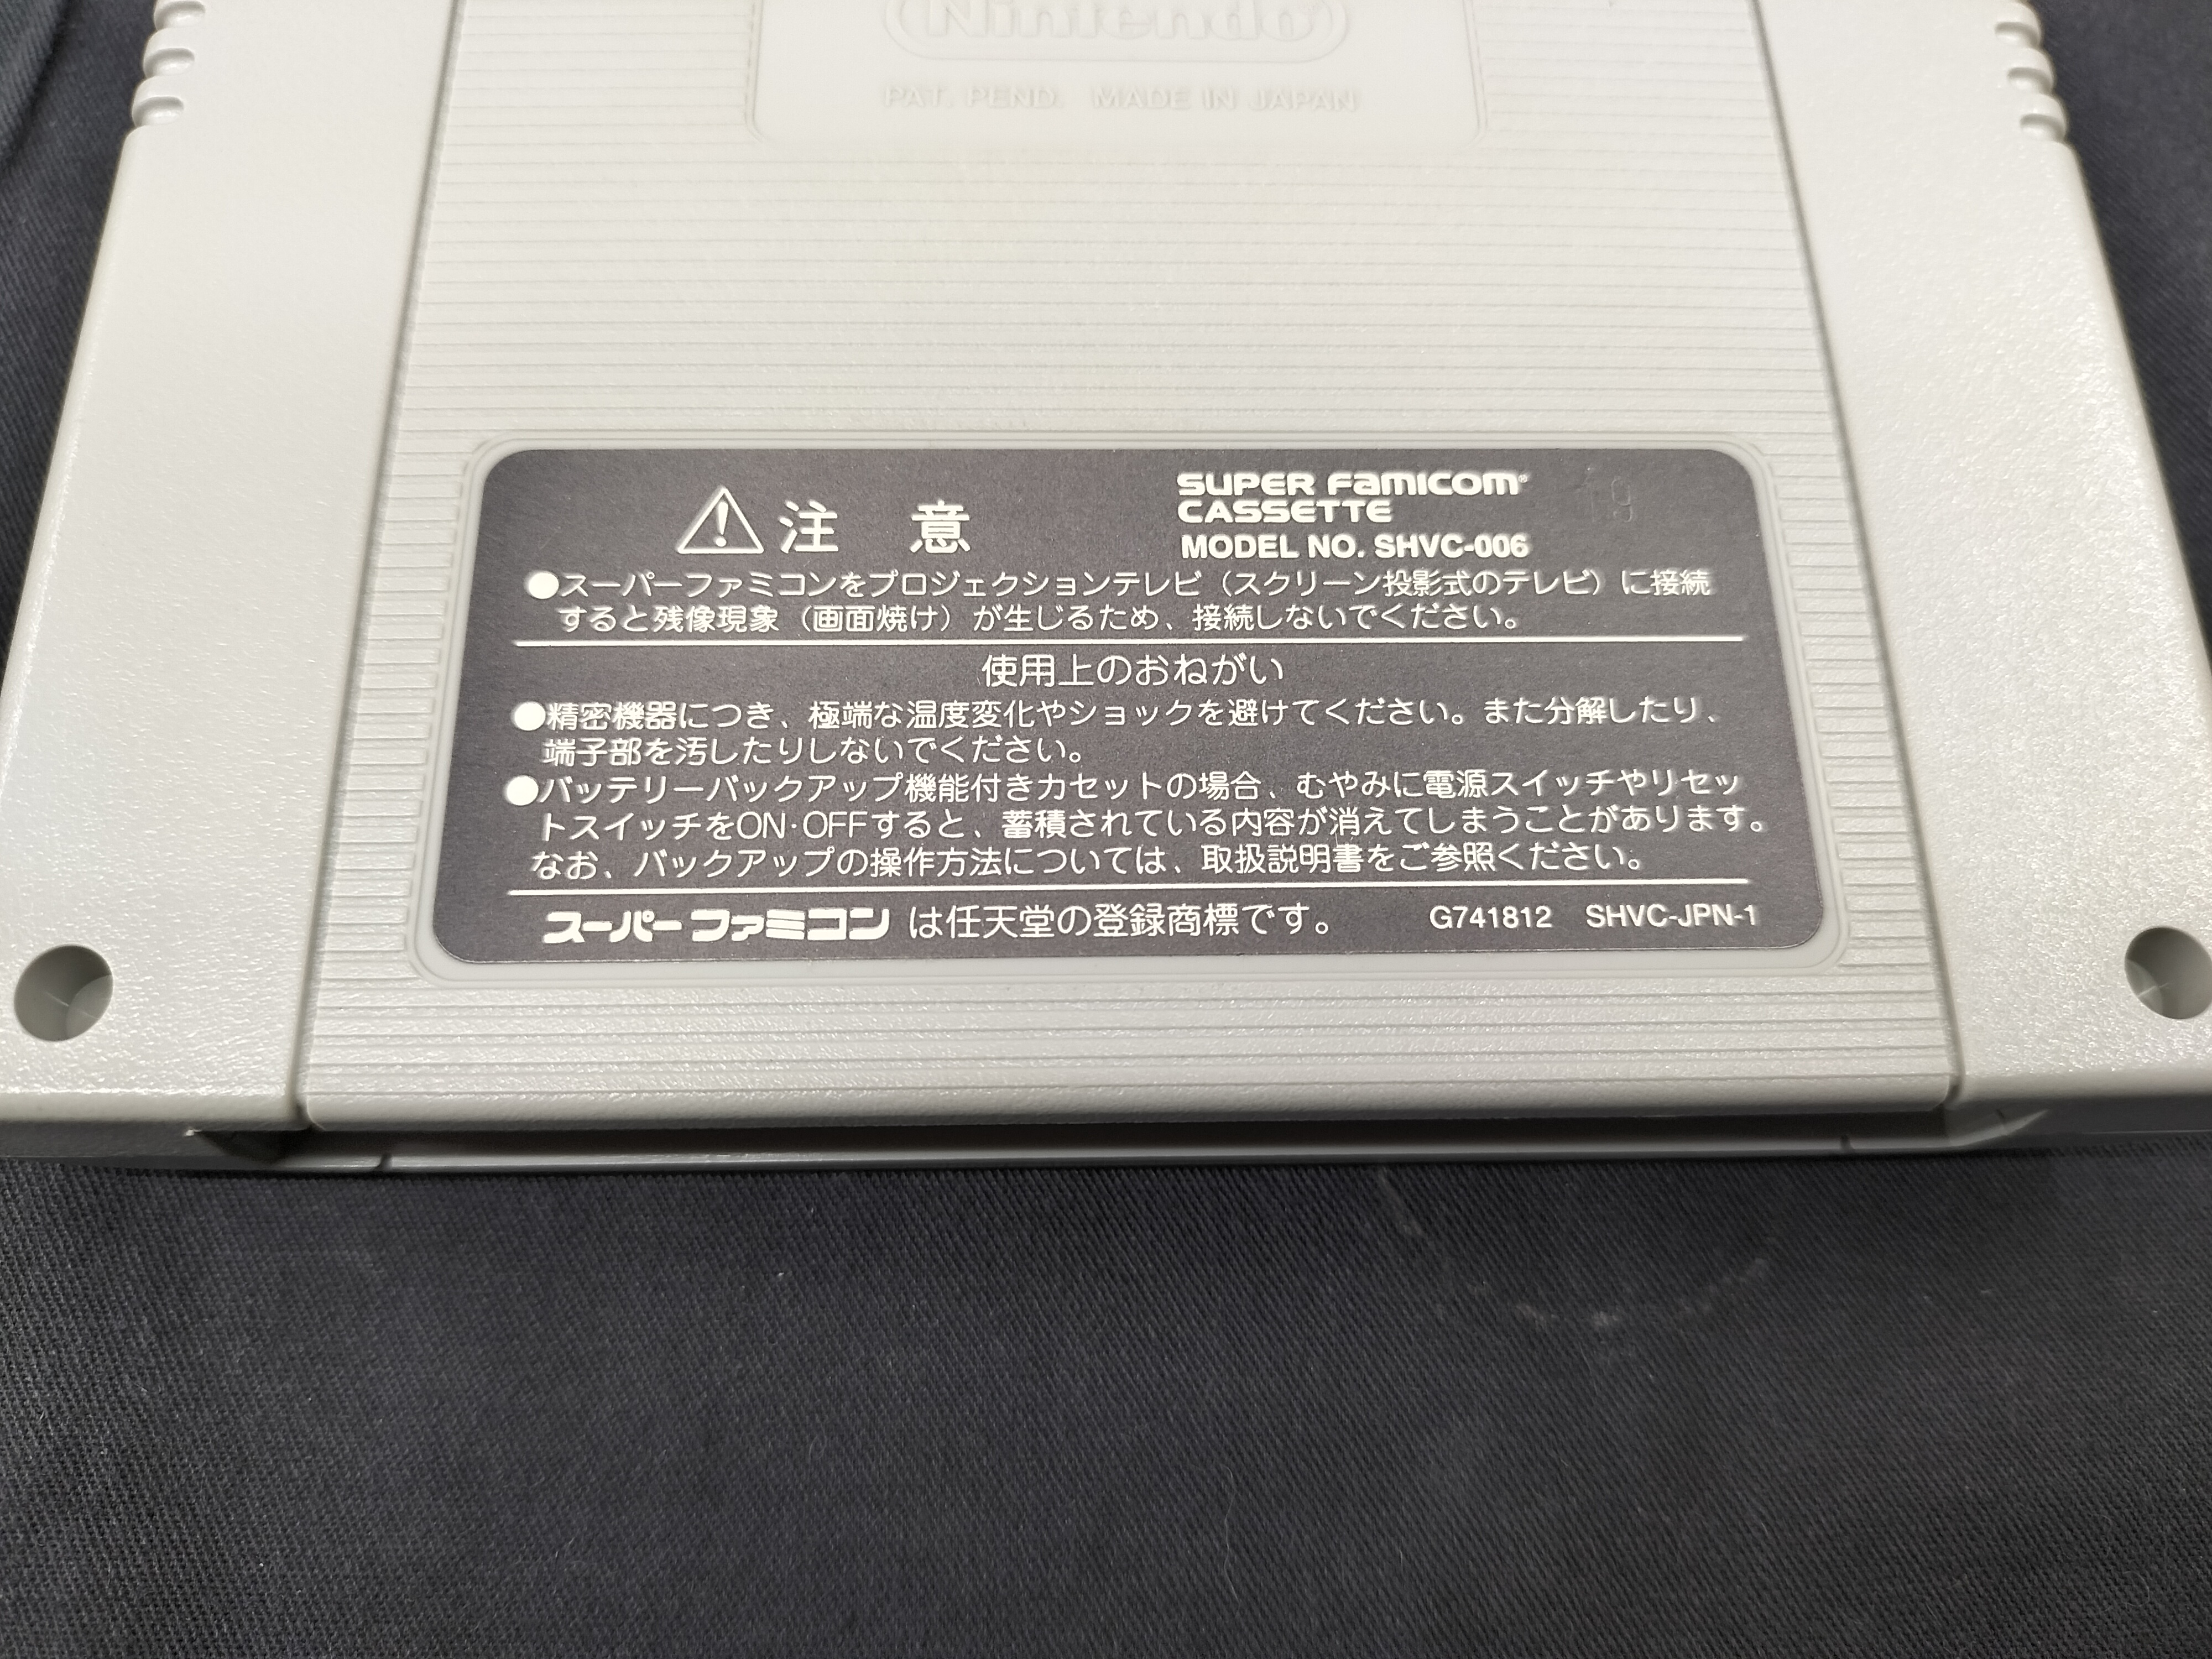 Nintendo
PAT. PEND. MADE IN JAPAN
注 意
SUPER FAMICOM®
CASSETTE
MODEL NO. SHVC-006
19
●スーパーファミコンをプロジェクションテレビ（スクリーン投影式のテレビ）に接続
すると残像現象（画面焼け）が生じるため、接続しないでください。
使用上のおねがい
●精密機器につき、極端な温度変化やショックを避けてください。また分解したり、
端子部を汚したりしないでください。
●バッテリーバックアップ機能付きカセットの場合、むやみに電源スイッチやリセッ
トスイッチをON·OFFすると、蓄積されている内容が消えてしまうことがあります。
なお、バックアップの操作方法については、取扱説明書をご参照ください。
スーパーファミコン は任天堂の登録商標です。 G741812 SHVC-JPN-1